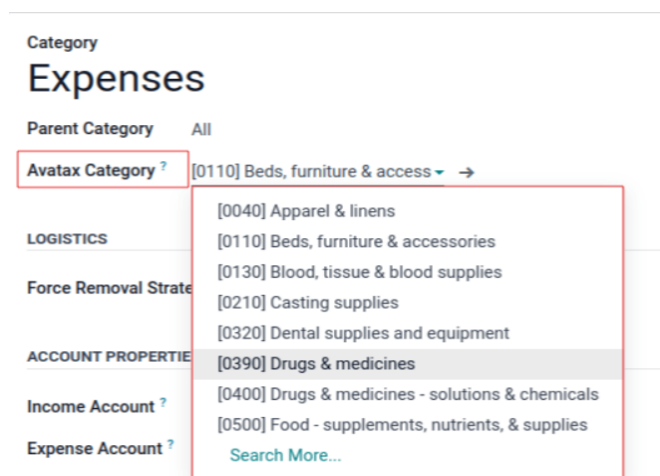 Category
Expenses
Parent Category All
Avatax Category ? [0110] Beds, furniture & access
[0040] Apparel & linens
LOGISTICS
[0110] Beds, furniture & accessories
[0130] Blood, tissue & blood supplies
Force Removal Strate
[0210] Casting supplies
[0320] Dental supplies and equipment
ACCOUNT PROPERTIE
[0390] Drugs & medicines
[0400] Drugs & medicines - solutions & chemicals
Income Account ?
[0500] Food - supplements, nutrients, & supplies
Expense Account ?
Search More...